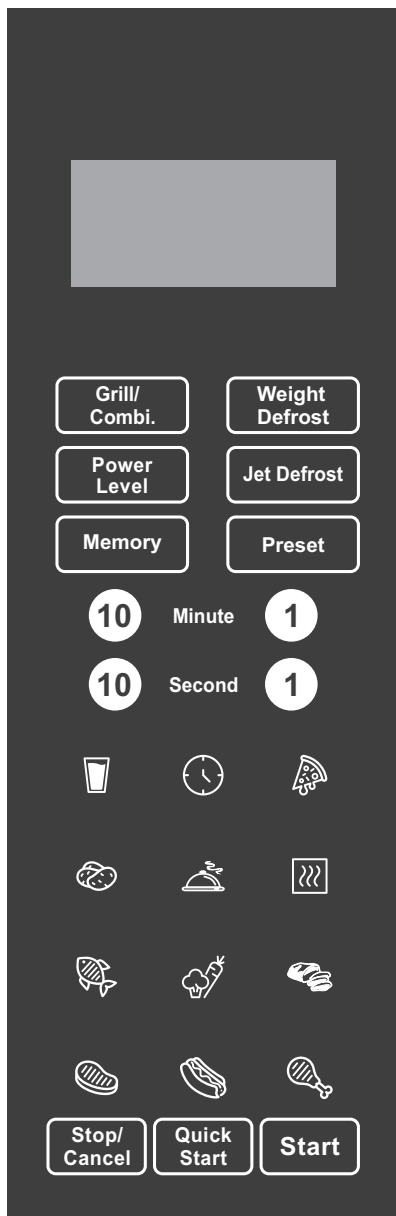 Grill/
Combi.
Weight
Defrost
Power
Level
Jet Defrost
Memory
Preset
10 Minute 1
10 Second 1
Stop/
Cancel
Quick
Start
Start